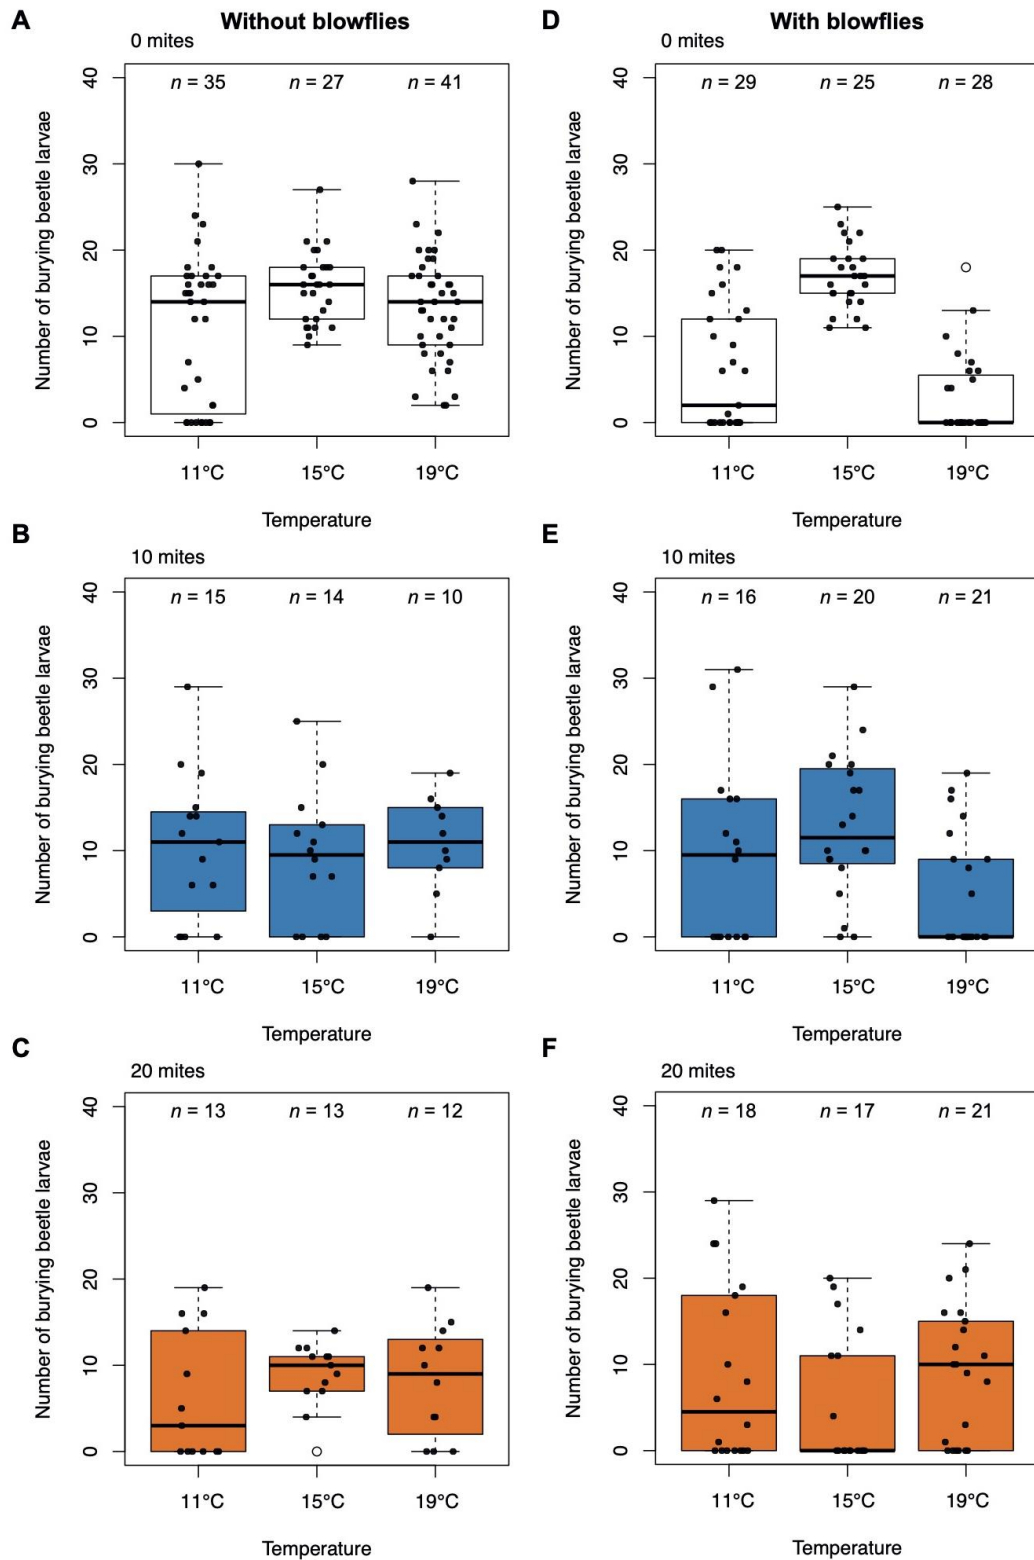 A
Without blowflies
0 mites
n = 35 n = 27 n = 41
40
30
20
10
0
Number of burying beetle larvae
11°C 15°C 19°C
Temperature
B
10 mites
n = 15 n = 14 n = 10
40
30
20
10
0
Number of burying beetle larvae
11°C 15°C 19°C
Temperature
C
20 mites
n = 13 n = 13 n = 12
40
30
20
10
0
Number of burying beetle larvae
11°C 15°C 19°C
Temperature
D
With blowflies
0 mites
n = 29 n = 25 n = 28
40
30
20
10
0
Number of burying beetle larvae
11°C 15°C 19°C
Temperature
E
10 mites
n = 16 n = 20 n = 21
40
30
20
10
0
Number of burying beetle larvae
11°C 15°C 19°C
Temperature
F
20 mites
n = 18 n = 17 n = 21
40
30
20
10
0
Number of burying beetle larvae
11°C 15°C 19°C
Temperature